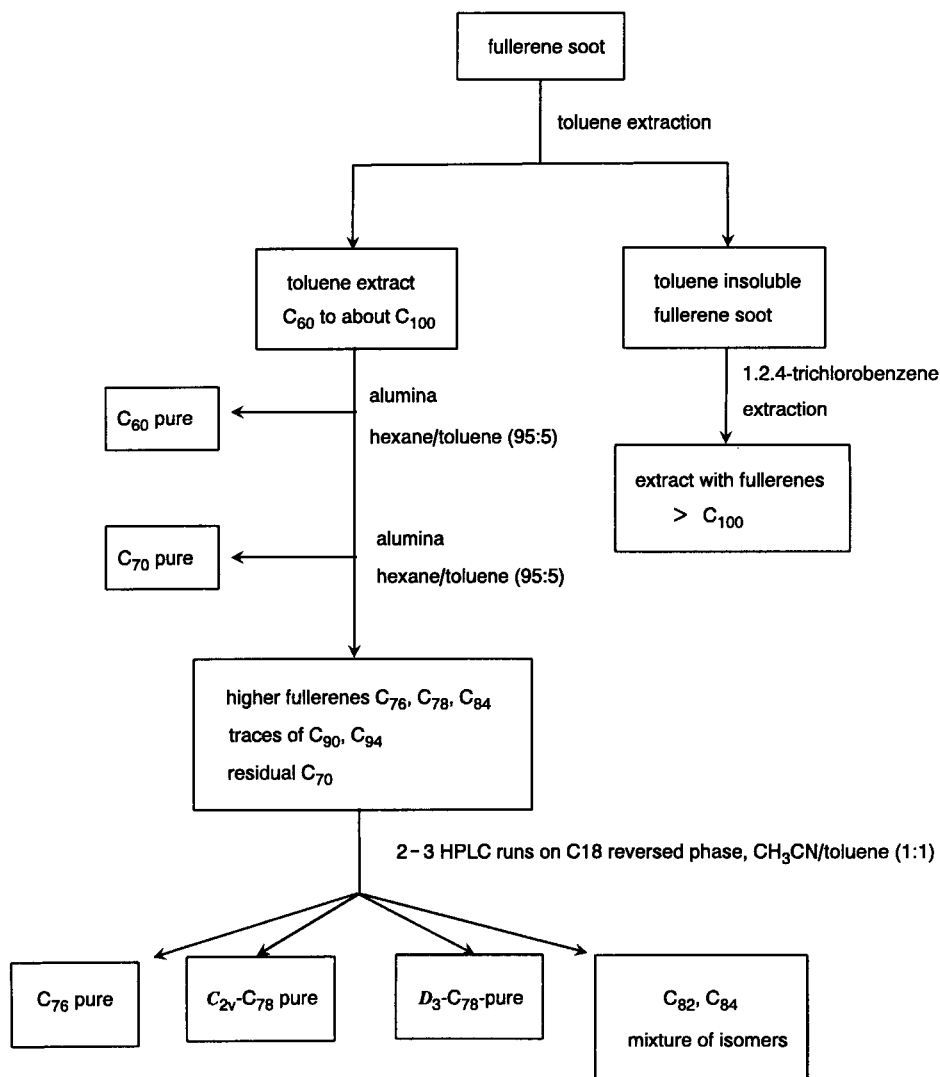 fullerene soot
toluene extraction
toluene extract
C60 to about C100
toluene insoluble
fullerene soot
1.2.4-trichlorobenzene
extraction
C60 pure
alumina
hexane/toluene (95:5)
extract with fullerenes
> C100
C70 pure
alumina
hexane/toluene (95:5)
higher fullerenes C76, C78, C84
traces of C90, C94
residual C70
2-3 HPLC runs on C18 reversed phase, CH3CN/toluene (1:1)
C76 pure
C2v-C78 pure
D3-C78-pure
C82, C84
mixture of isomers